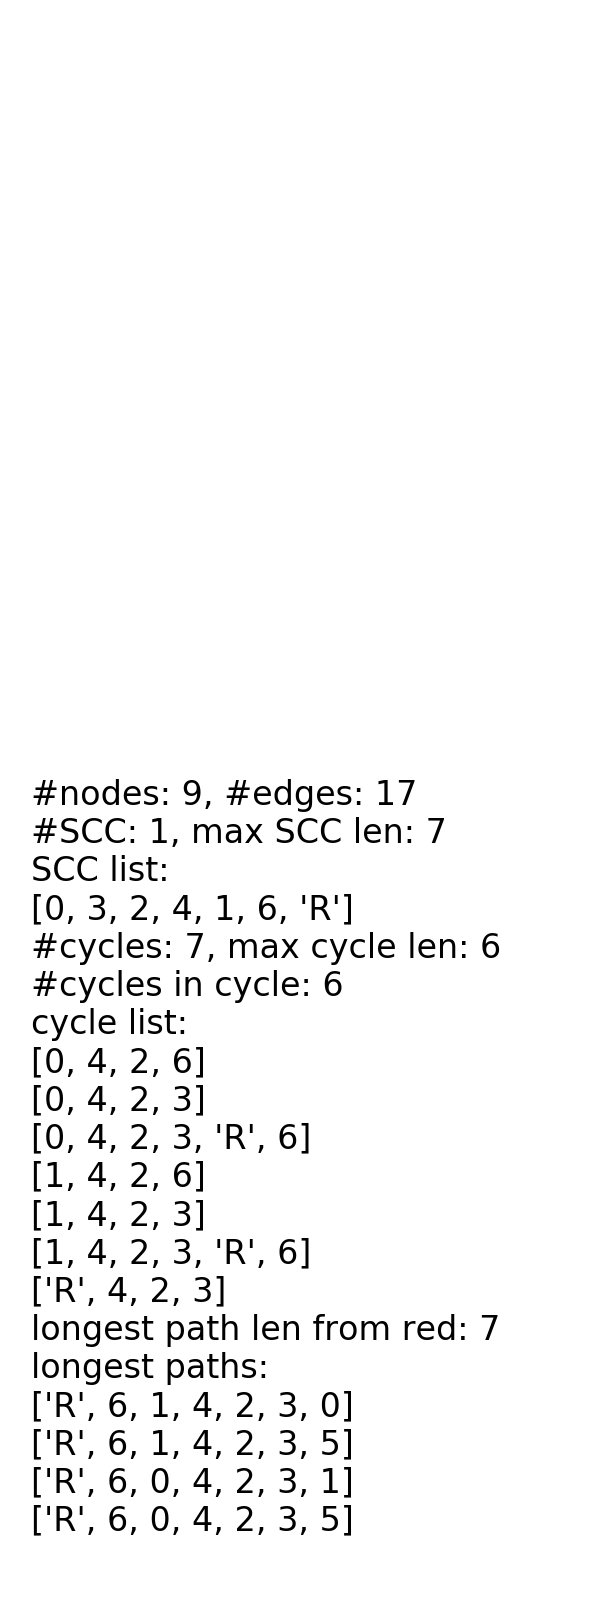 #nodes: 9, #edges: 17
#SCC: 1, max SCC len: 7
SCC list:
[0, 3, 2, 4, 1, 6, 'R']
#cycles: 7, max cycle len: 6
#cycles in cycle: 6
cycle list:
[0, 4, 2, 6]
[0, 4, 2, 3]
[0, 4, 2, 3, 'R', 6]
[1, 4, 2, 6]
[1, 4, 2, 3]
[1, 4, 2, 3, 'R', 6]
['R', 4, 2, 3]
longest path len from red: 7
longest paths:
['R', 6, 1, 4, 2, 3, 0]
['R', 6, 1, 4, 2, 3, 5]
['R', 6, 0, 4, 2, 3, 1]
['R', 6, 0, 4, 2, 3, 5]